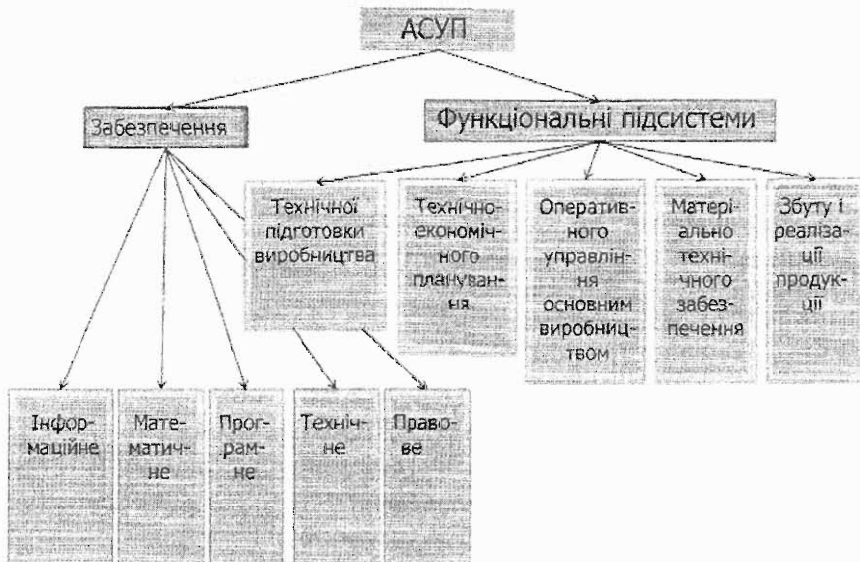 АСУП
Забезпечення
Функціональні підсистеми
Технічної
підготовки
виробництва
Технічно-
економіч-
ного
плануван-
ня
Оператив-
ного
управлін-
ня
основним
виробниц-
твом
Матері-
ально
техні-
чного
забез-
печення
Збуту і
реаліза-
ції
продук-
ції
Інфор-
маційне
Мате-
матич-
не
Прог-
рам-
не
Техніч-
не
Право-
ве